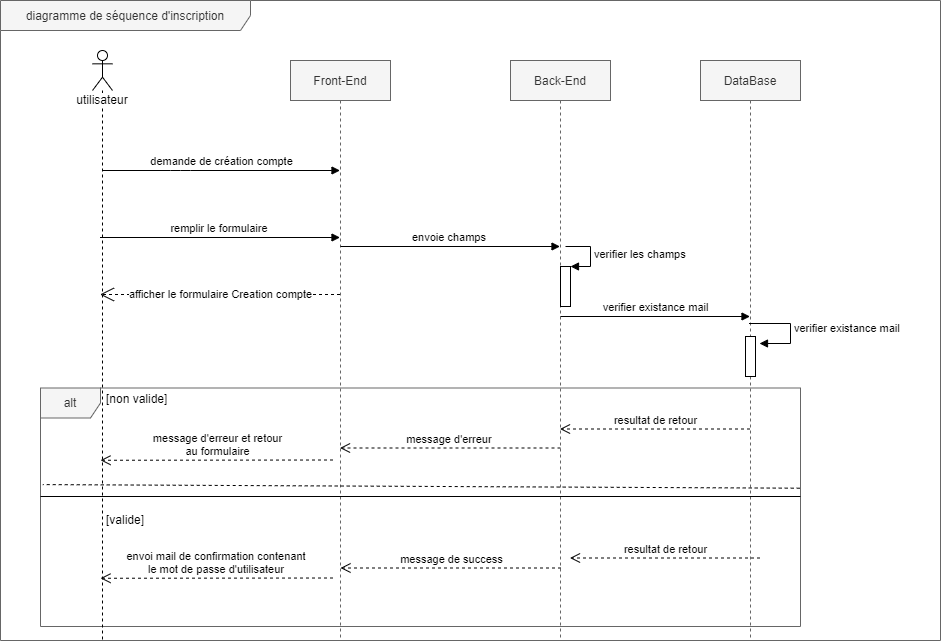 diagramme de séquence d'inscription
utilisateur
Front-End
Back-End
DataBase
demande de création compte
remplir le formulaire
envoie champs
verifier les champs
afficher le formulaire Creation compte
verifier existance mail
verifier existance mail
alt
[non valide]
resultat de retour
message d'erreur
message d'erreur et retour
au formulaire
[valide]
resultat de retour
message de success
envoi mail de confirmation contenant
le mot de passe d'utilisateur